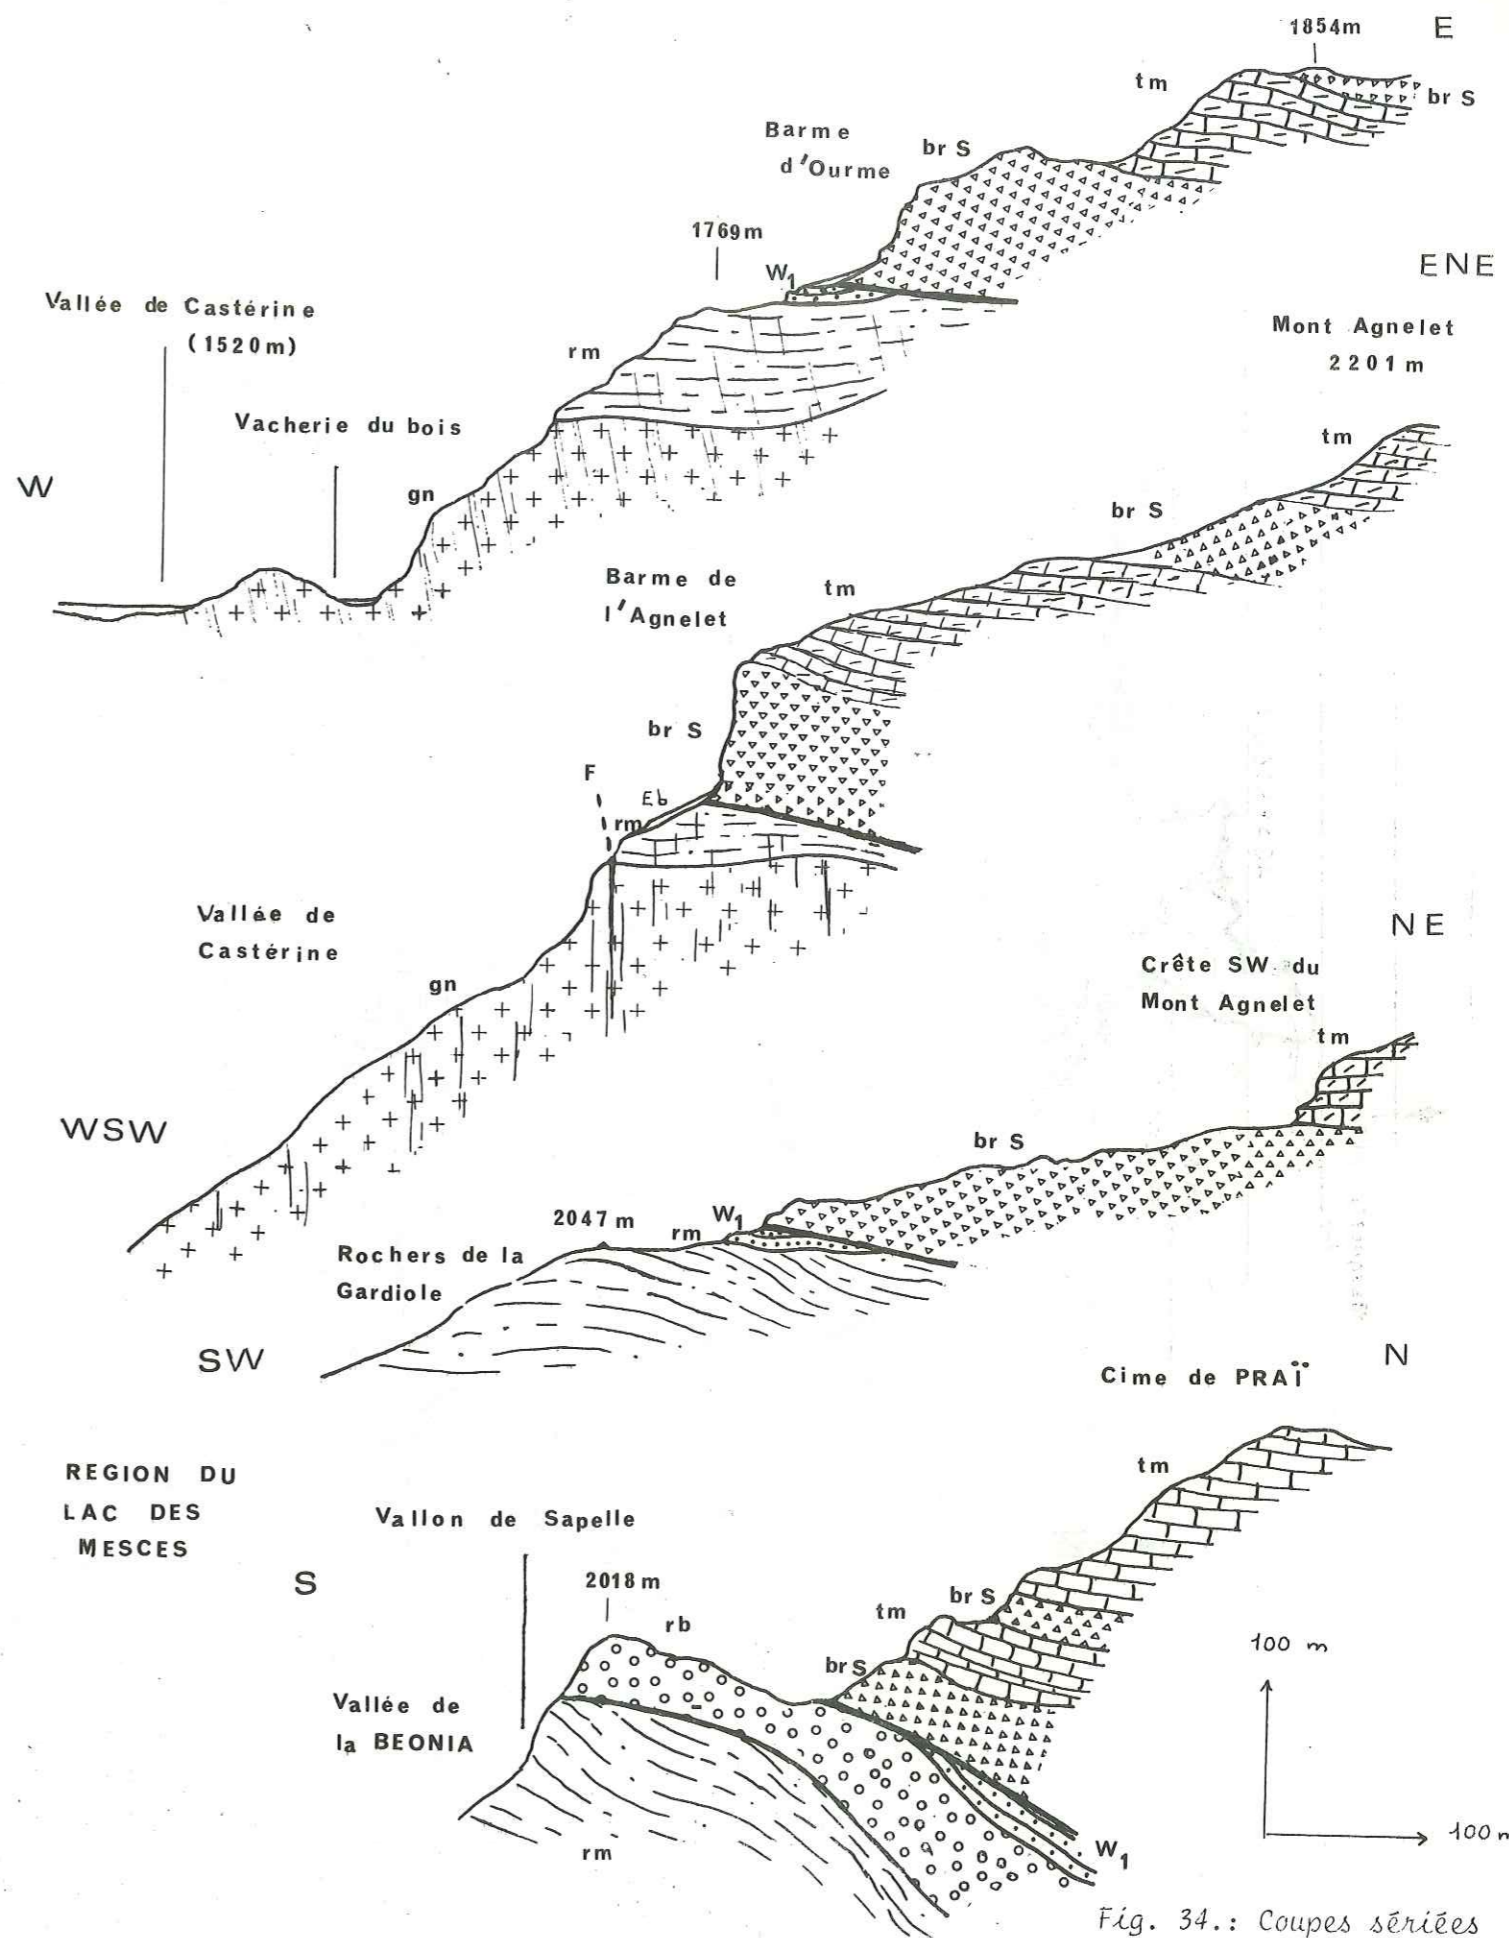 1854m
E
tm
br S
Barme
d'Ourme
br S
1769m
W1
ENE
Vallée de Castérine
(1520m)
Mont Agnelet
2201m
rm
Vacherie du bois
tm
W
gn
br S
Barme de
l'Agnelet
tm
br S
F
Eb
rm
Vallée de
Castérine
NE
Crête SW du
Mont Agnelet
gn
tm
WSW
br S
2047 m
W1
rm
Rochers de la
Gardiole
SW
N
Cime de PRAÏ
REGION DU
LAC DES
MESCES
tm
Vallon de Sapelle
S
2018m
br S
tm
rb
100 m
br S
Vallée de
la BEONIA
100 m
W1
rm
Fig. 34.: Coupes sériées